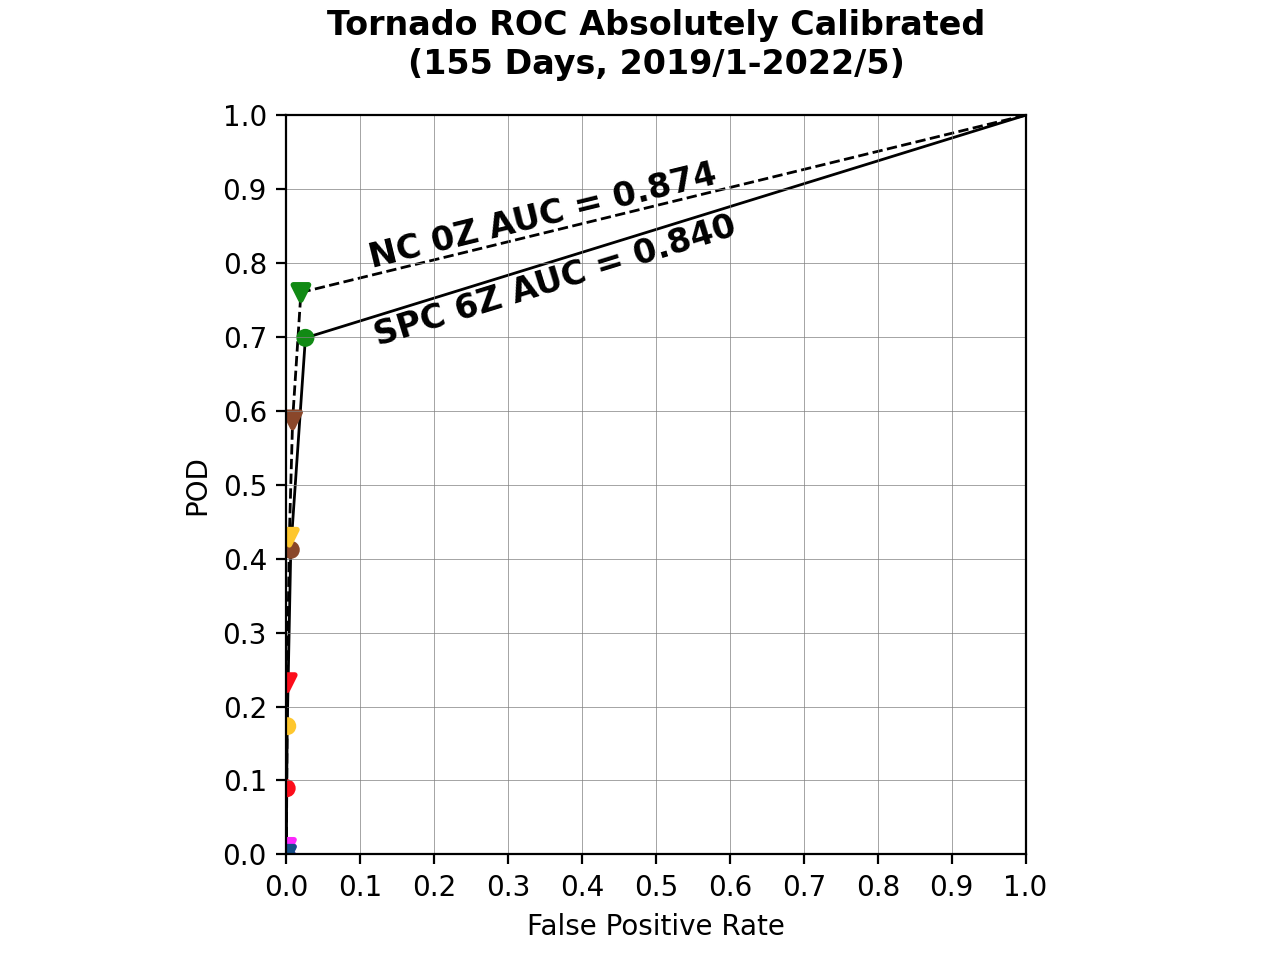 Tornado ROC Absolutely Calibrated
(155 Days, 2019/1-2022/5)
1.0
0.9
0.8
0.7
0.6
0.5
0.4
0.3
0.2
0.1
0.0
POD
NC 0Z AUC = 0.874
SPC 6Z AUC = 0.840
0.0 0.1 0.2 0.3 0.4 0.5 0.6 0.7 0.8 0.9 1.0
False Positive Rate